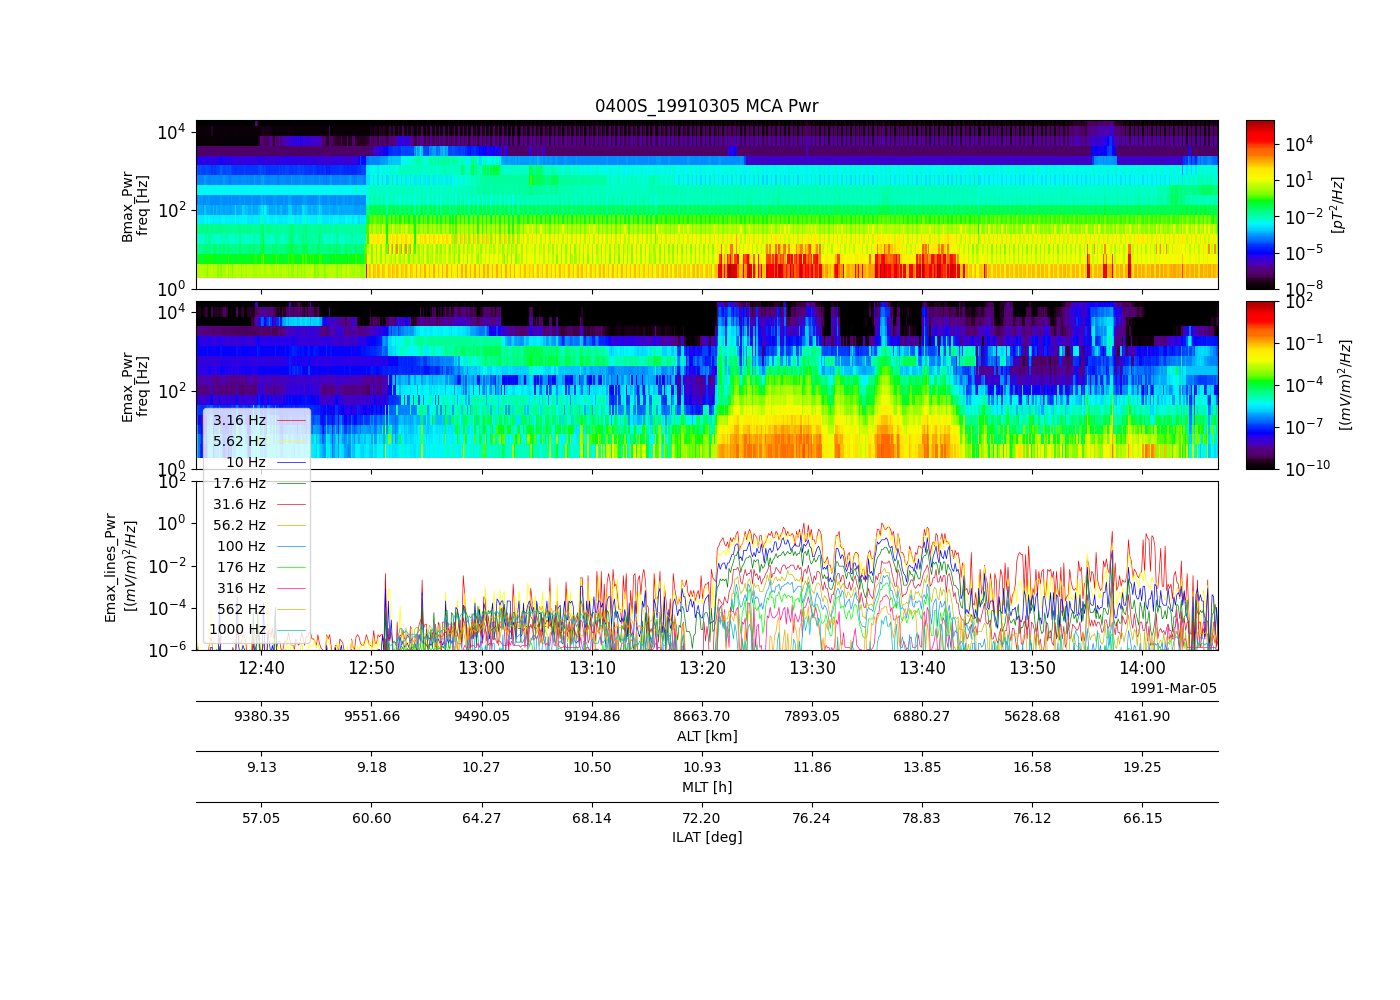 0400S_19910305 MCA Pwr
10^4
10^2
10^0
Bmax_Pwr
freq [Hz]
10^4
10^1
10^−2
10^−5
10^−8
[pT^2/Hz]
10^4
10^2
10^0
Emax_Pwr
freq [Hz]
10^2
10^−1
10^−4
10^−7
10^−10
[(mV/m)^2/Hz]
3.16 Hz
5.62 Hz
10 Hz
17.6 Hz
31.6 Hz
56.2 Hz
100 Hz
176 Hz
316 Hz
562 Hz
1000 Hz
10^2
10^0
10^−2
10^−4
10^−6
Emax_lines_Pwr
[(mV/m)^2/Hz]
12:40 12:50 13:00 13:10 13:20 13:30 13:40 13:50 14:00
1991-Mar-05
9380.35 9551.66 9490.05 9194.86 8663.70 7893.05 6880.27 5628.68 4161.90
ALT [km]
9.13 9.18 10.27 10.50 10.93 11.86 13.85 16.58 19.25
MLT [h]
57.05 60.60 64.27 68.14 72.20 76.24 78.83 76.12 66.15
ILAT [deg]